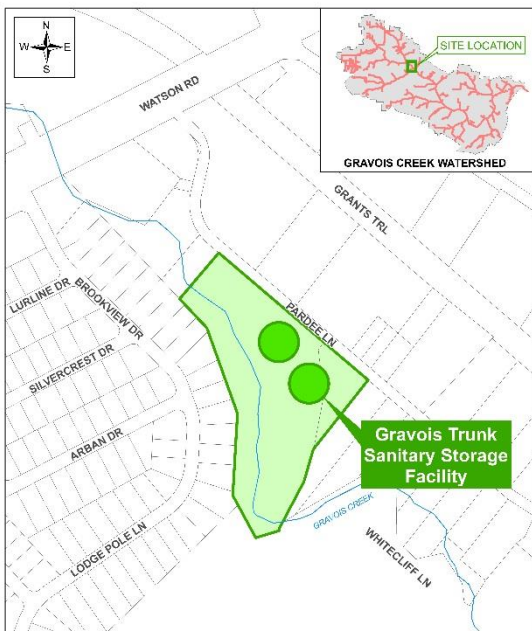 N
W E
S
SITE LOCATION
GRAVOIS CREEK WATERSHED
WATSON RD
GRANTS TRL
PARDEE LN
LURLINE DR
BROOKVIEW DR
SILVERCREST DR
ARBAN DR
LODGE POLE LN
Gravois Trunk
Sanitary Storage
Facility
GRAVOIS CREEK
WHITECLIFF LN